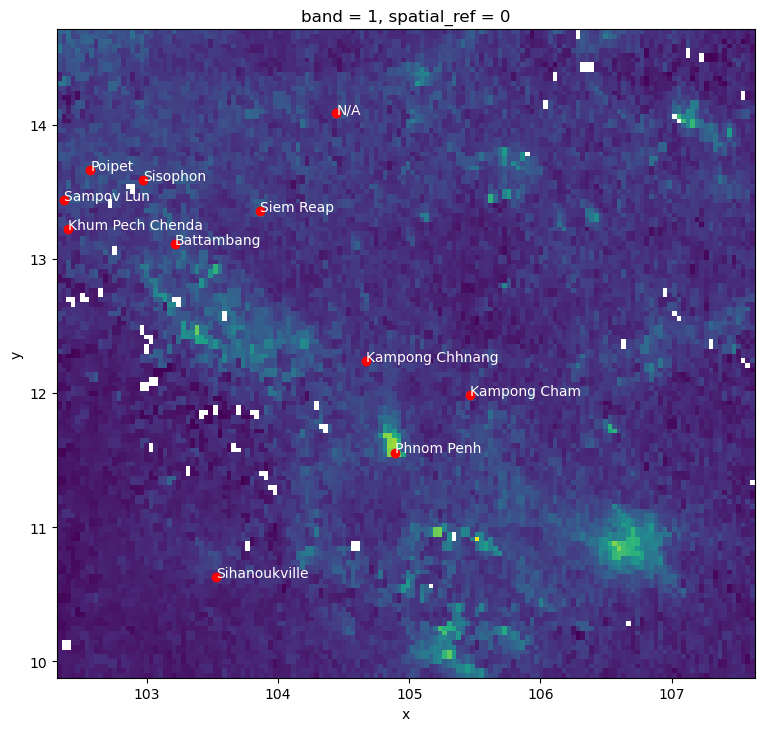 band = 1, spatial_ref = 0
N/A
14
Poipet
Sisophon
Sampov Lun
Siem Reap
Khum Pech Chenda
Battambang
13
y
Kampong Chhnang
12
Kampong Cham
Phnom Penh
11
Sihanoukville
10
103 104 105 106 107
x